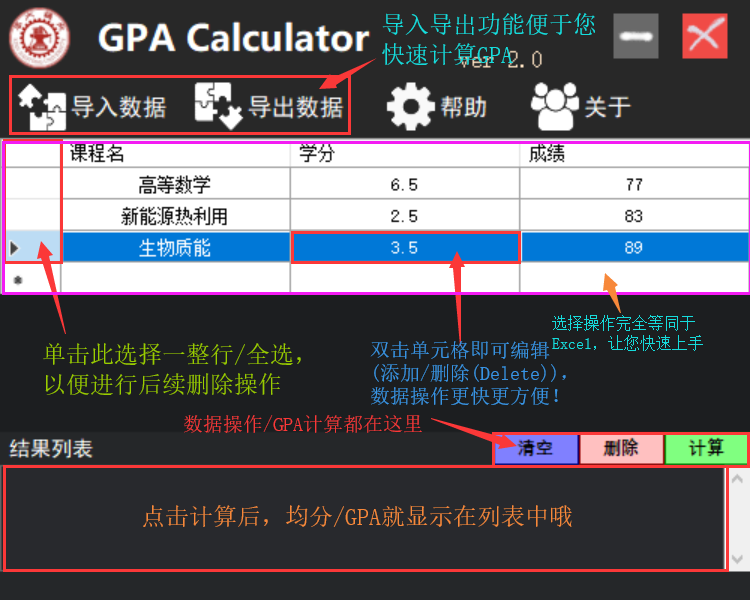 GPA Calculator
ver 2.0
导入导出功能便于您
快速计算GPA
导入数据 导出数据 帮助 关于
课程名 学分 成绩
高等数学 6.5 77
新能源热利用 2.5 83
生物质能 3.5 89
单击此选择一整行/全选,
以便进行后续删除操作
双击单元格即可编辑
(添加/删除(Delete)),
数据操作更快更方便!
选择操作完全等同于
Excel, 让您快速上手
数据操作/GPA计算都在这里
结果列表 清空 删除 计算
点击计算后, 均分/GPA就显示在列表中哦